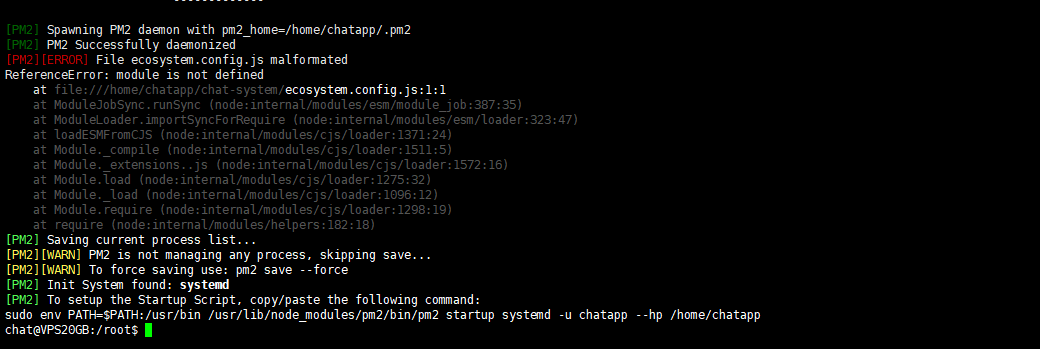 -------------
[PM2] Spawning PM2 daemon with pm2_home=/home/chatapp/.pm2
[PM2] PM2 Successfully daemonized
[PM2][ERROR] File ecosystem.config.js malformated
ReferenceError: module is not defined
    at file:///home/chatapp/chat-system/ecosystem.config.js:1:1
    at ModuleJobSync.runSync (node:internal/modules/esm/module_job:387:35)
    at ModuleLoader.importSyncForRequire (node:internal/modules/esm/loader:323:47)
    at loadESMFromCJS (node:internal/modules/cjs/loader:1371:24)
    at Module._compile (node:internal/modules/cjs/loader:1511:5)
    at Module._extensions..js (node:internal/modules/cjs/loader:1572:16)
    at Module.load (node:internal/modules/cjs/loader:1275:32)
    at Module._load (node:internal/modules/cjs/loader:1096:12)
    at Module.require (node:internal/modules/cjs/loader:1298:19)
    at require (node:internal/modules/helpers:182:18)
[PM2] Saving current process list...
[PM2][WARN] PM2 is not managing any process, skipping save...
[PM2][WARN] To force saving use: pm2 save --force
[PM2] Init System found: systemd
[PM2] To setup the Startup Script, copy/paste the following command:
sudo env PATH=$PATH:/usr/bin /usr/lib/node_modules/pm2/bin/pm2 startup systemd -u chatapp --hp /home/chatapp
chat@VPS20GB:/root$